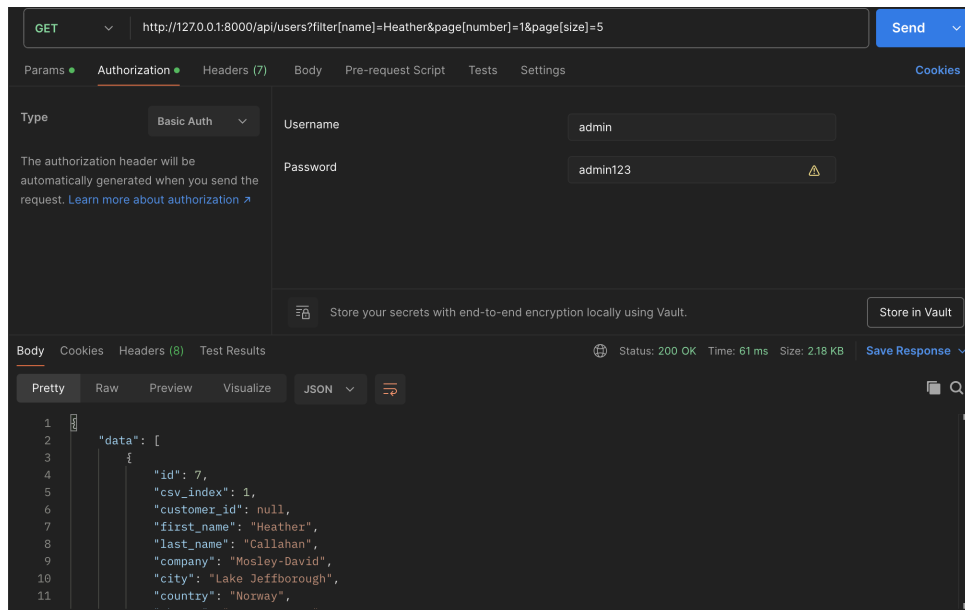 GET http://127.0.0.1:8000/api/users?filter[name]=Heather&page[number]=1&page[size]=5 Send
Params Authorization Headers (7) Body Pre-request Script Tests Settings Cookies
Type Basic Auth
The authorization header will be
automatically generated when you send the
request. Learn more about authorization ↗
Username admin
Password admin123
Store your secrets with end-to-end encryption locally using Vault. Store in Vault
Body Cookies Headers (8) Test Results Status: 200 OK Time: 61 ms Size: 2.18 KB Save Response
Pretty Raw Preview Visualize JSON
1 {
2 "data": [
3 {
4 "id": 7,
5 "csv_index": 1,
6 "customer_id": null,
7 "first_name": "Heather",
8 "last_name": "Callahan",
9 "company": "Mosley-David",
10 "city": "Lake Jeffborough",
11 "country": "Norway",